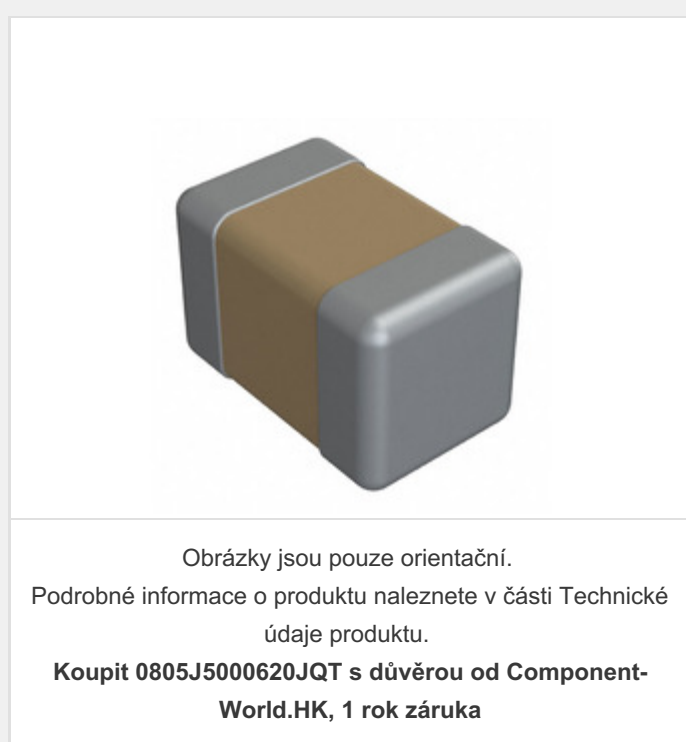 Obrázky jsou pouze orientační.
Podrobné informace o produktu naleznete v části Technické
údaje produktu.
Koupit 0805J5000620JQT s důvěrou od Component-
World.HK, 1 rok záruka